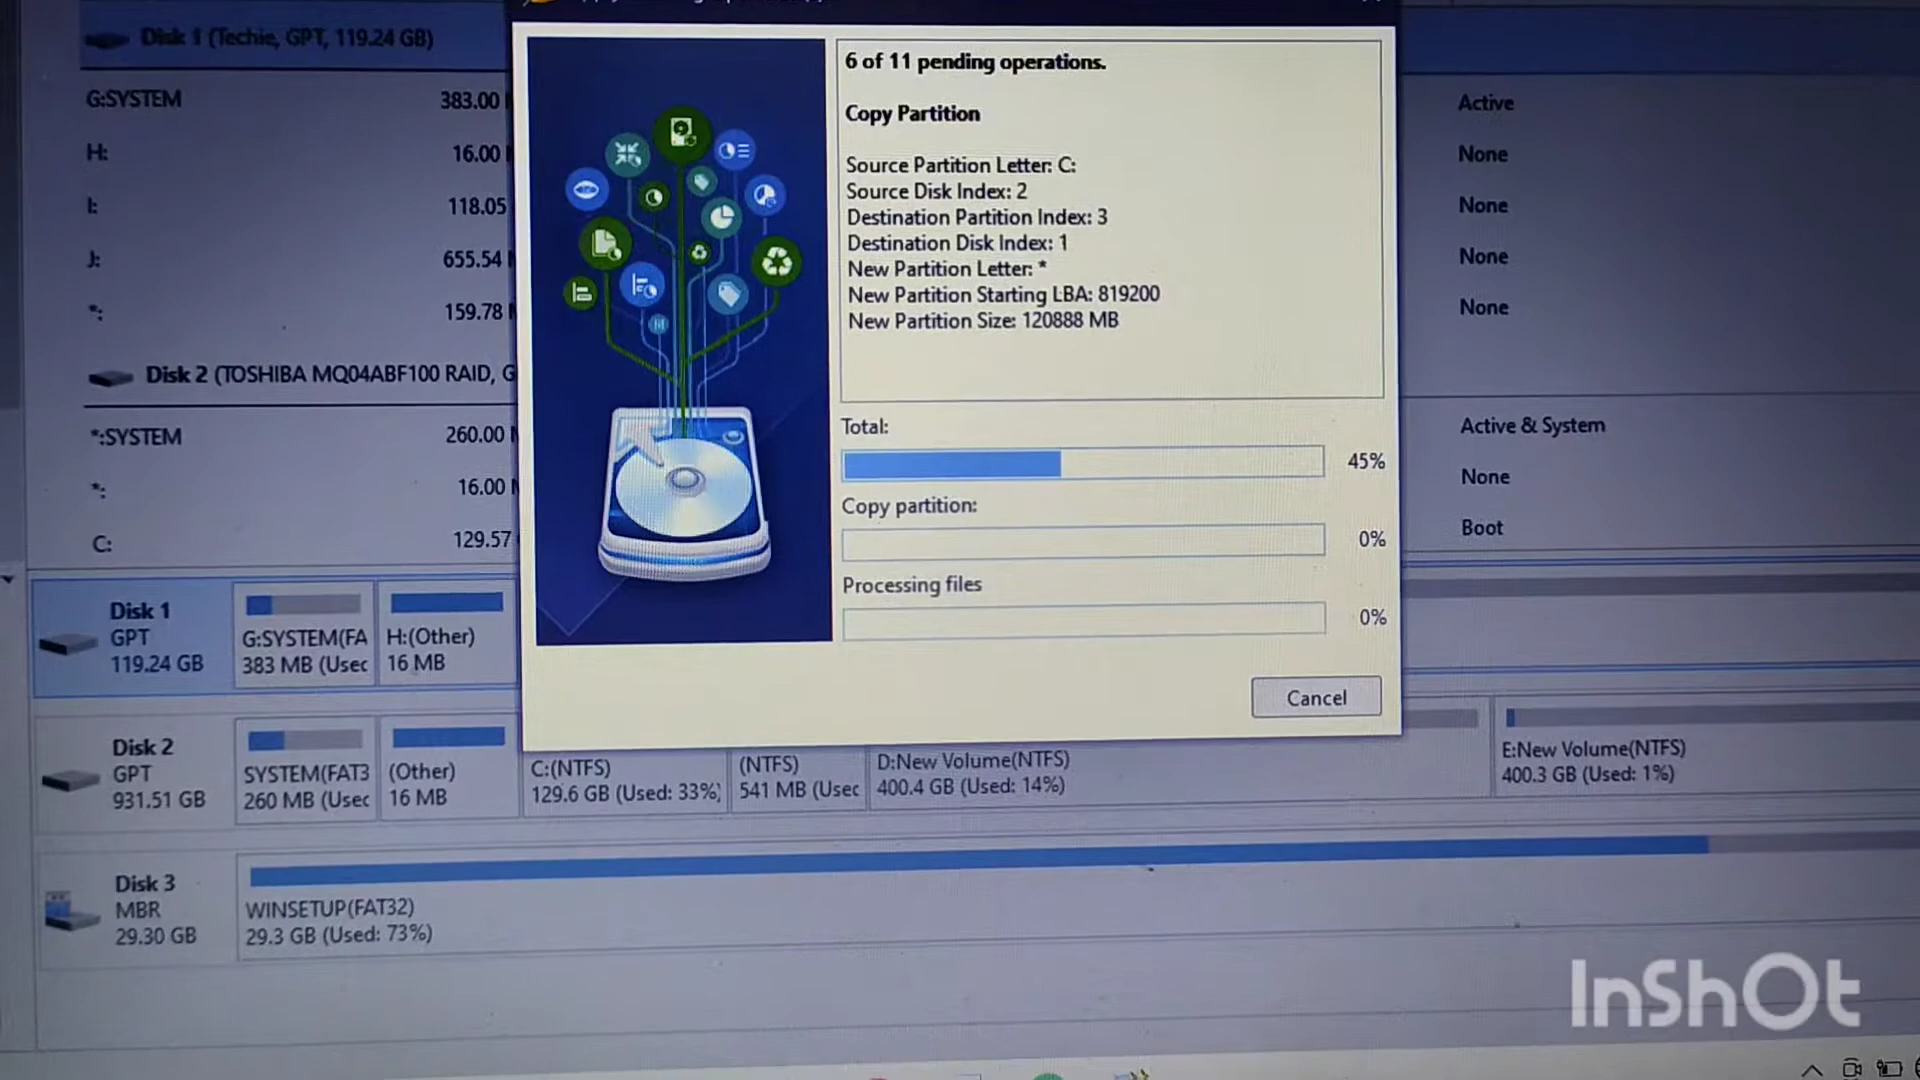 Disk 1 (Techie, GPT, 119.24 GB)
G:SYSTEM 383.00 Active
H: 16.00 None
I: 118.05 None
J: 655.54 None
*: 159.78 None
Disk 2 (TOSHIBA MQ04ABF100 RAID, G
*:SYSTEM 260.00 Active & System
*: 16.00 None
C: 129.57 Boot
6 of 11 pending operations.
Copy Partition
Source Partition Letter: C:
Source Disk Index: 2
Destination Partition Index: 3
Destination Disk Index: 1
New Partition Letter: *
New Partition Starting LBA: 819200
New Partition Size: 120888 MB
Total:
45%
Copy partition:
0%
Processing files
0%
Cancel
Disk 1
GPT
119.24 GB
G:SYSTEM(FA
383 MB (Usec
H:(Other)
16 MB
Disk 2
GPT
931.51 GB
SYSTEM(FAT3
260 MB (Usec
(Other)
16 MB
C:(NTFS)
129.6 GB (Used: 33%)
(NTFS)
541 MB (Usec
D:New Volume(NTFS)
400.4 GB (Used: 14%)
E:New Volume(NTFS)
400.3 GB (Used: 1%)
Disk 3
MBR
29.30 GB
WINSETUP(FAT32)
29.3 GB (Used: 73%)
InShOt